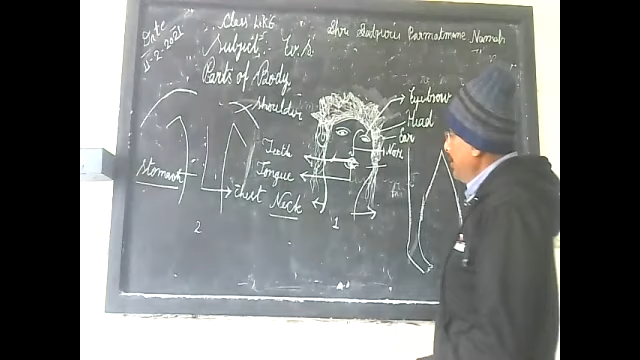 Date
11-2-2021
Class LKG
Shri Sadguru Parmatmane Namah
Subject:- E.V.S.
Parts of Body
Shoulder
Eyebrow
Head
Ear
Nose
Teeth
Tongue
Stomach
Chest
Neck
1
2